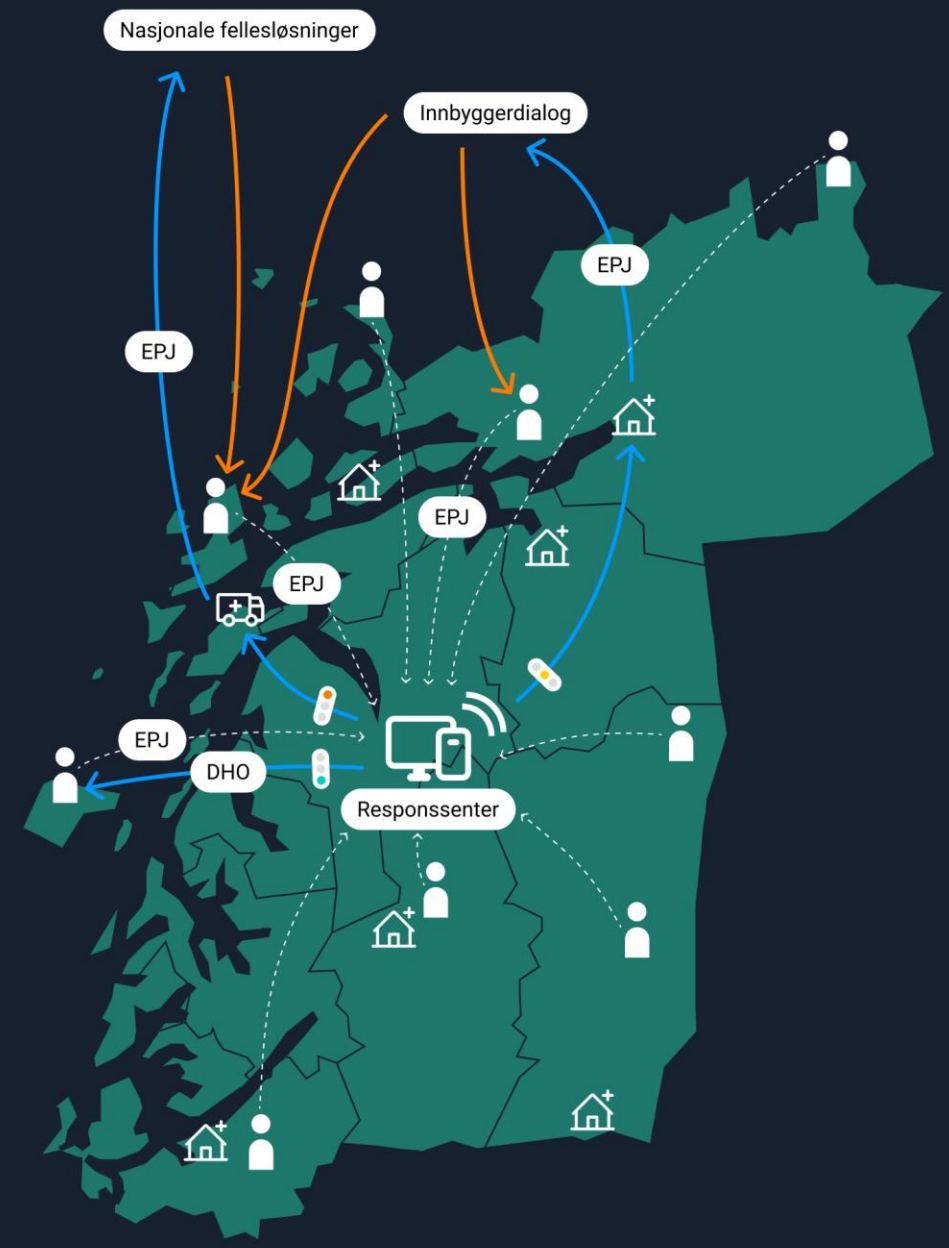 Nasjonale fellesløsninger
Innbyggerdialog
EPJ
EPJ
EPJ
EPJ
EPJ
DHO
Responssenter